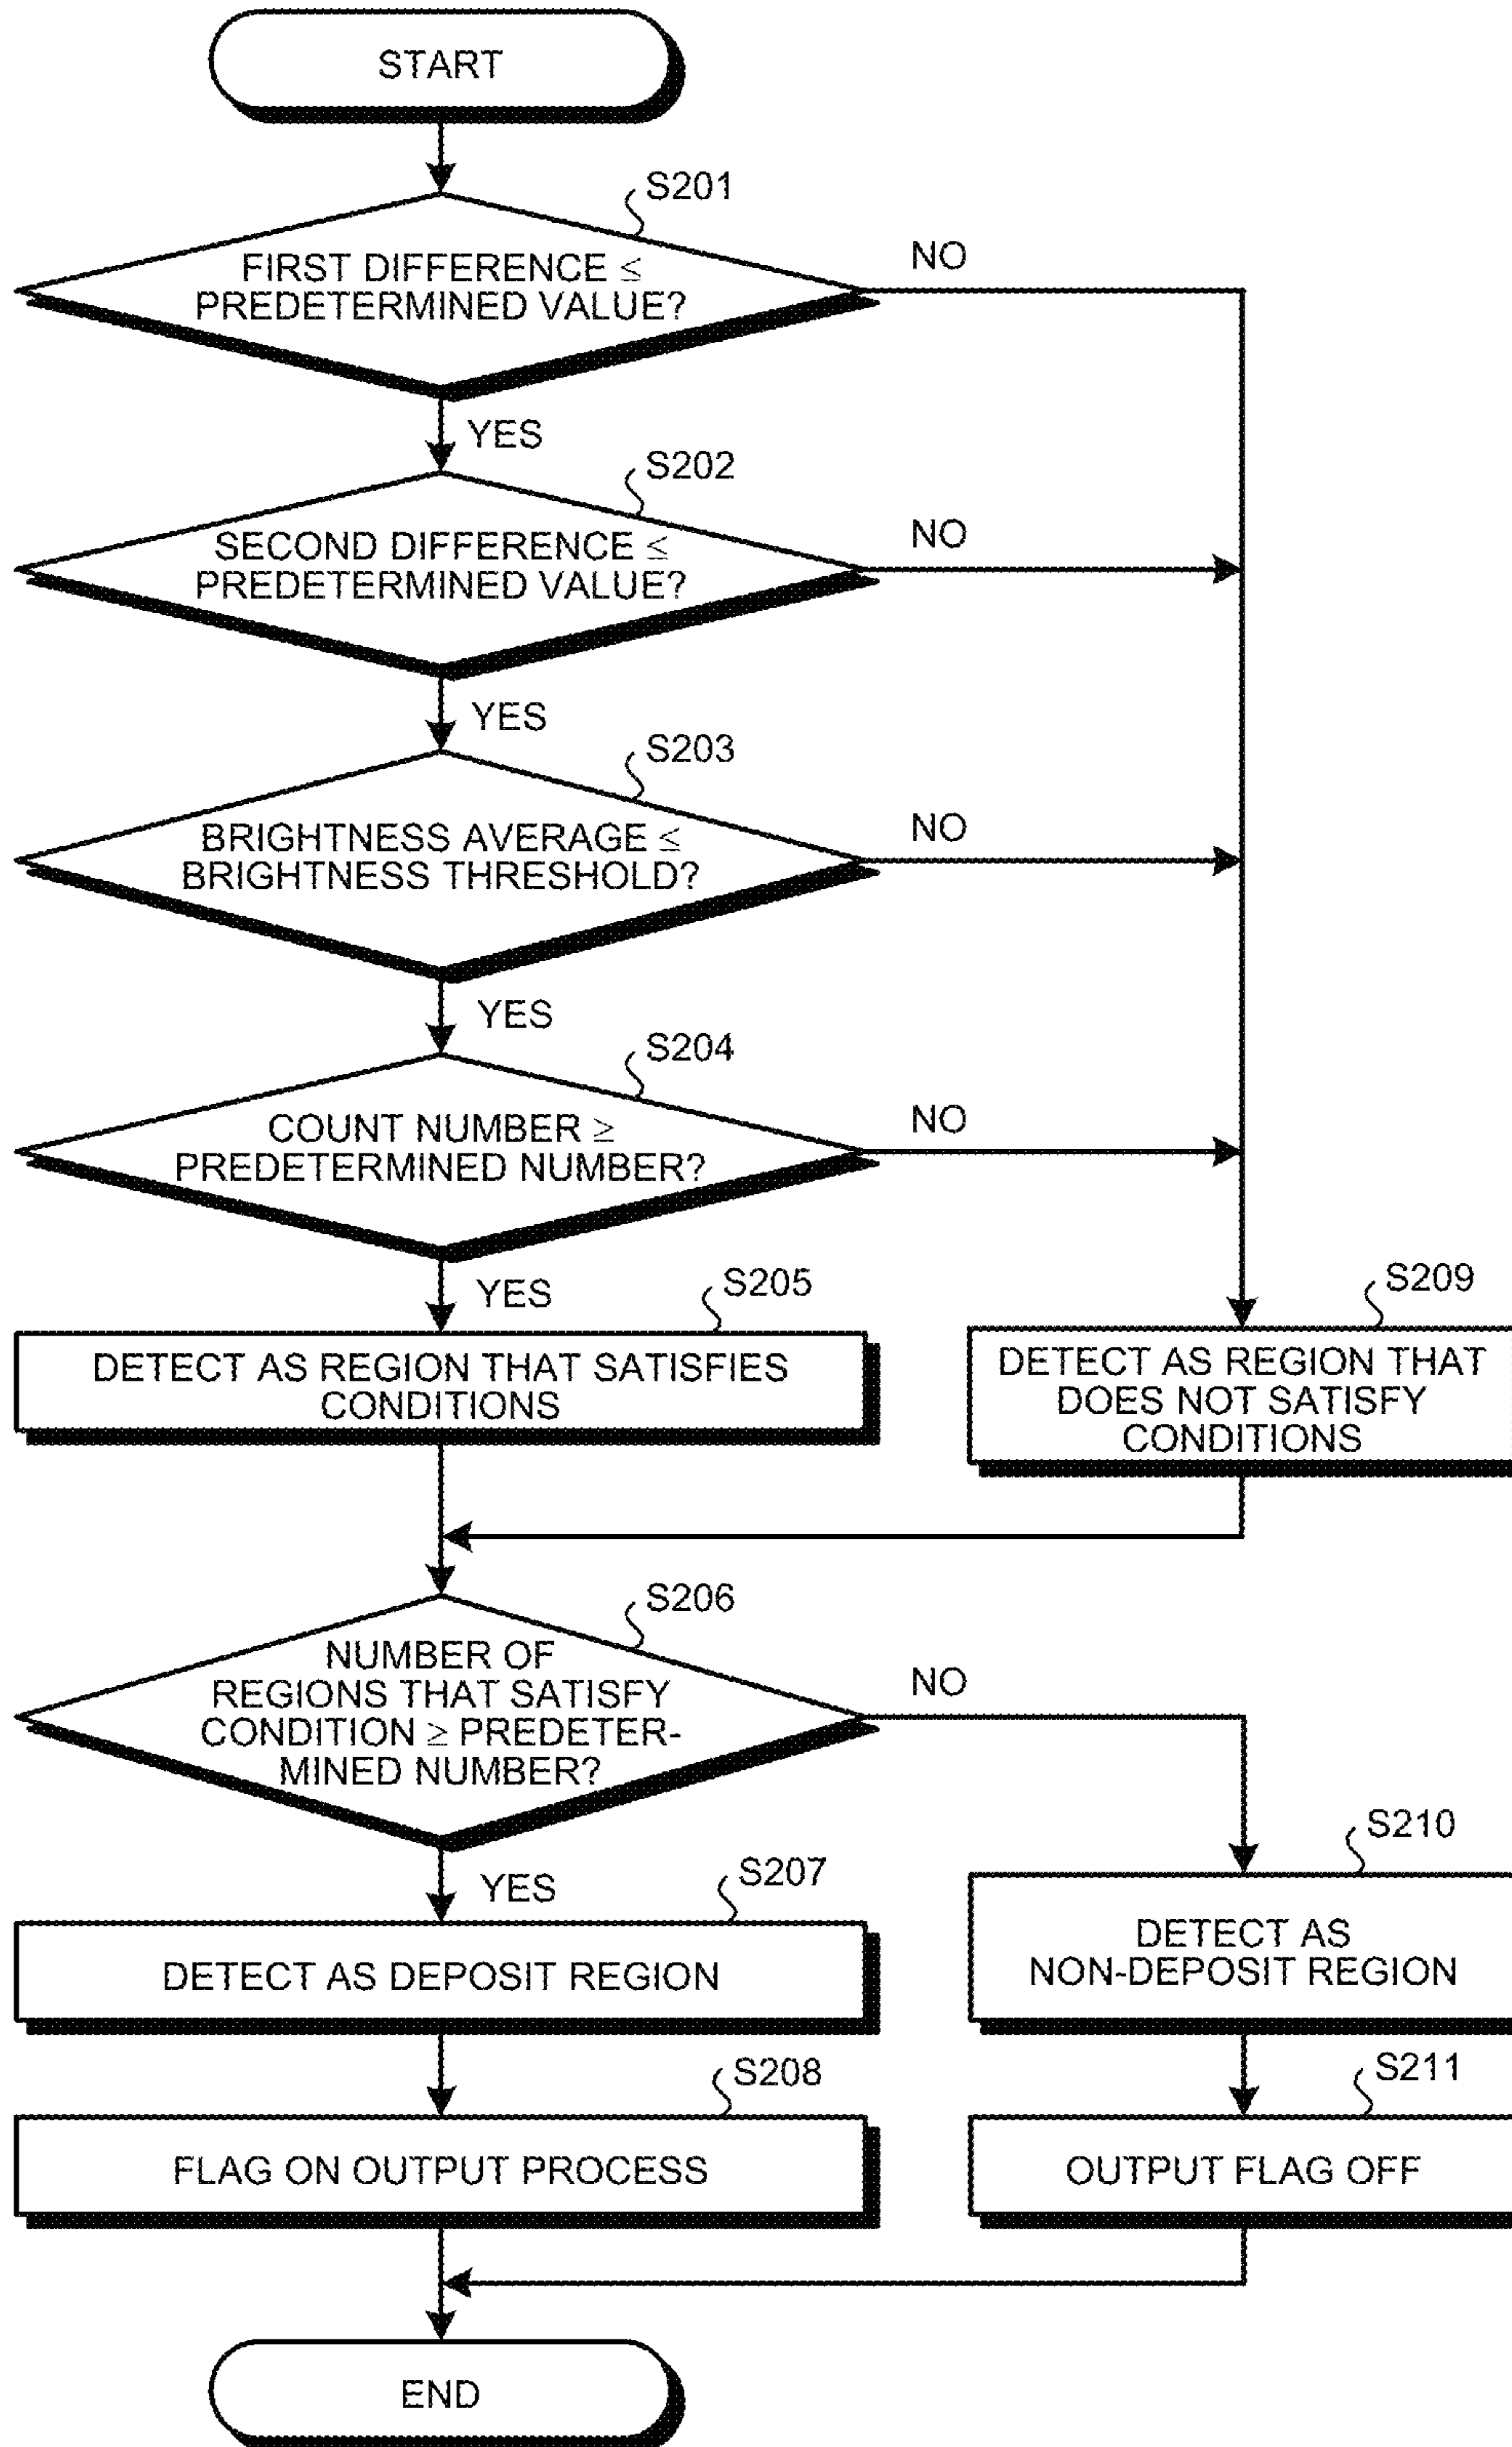 START
S201
FIRST DIFFERENCE ≤
PREDETERMINED VALUE?
NO
YES
S202
SECOND DIFFERENCE ≤
PREDETERMINED VALUE?
NO
YES
S203
BRIGHTNESS AVERAGE ≤
BRIGHTNESS THRESHOLD?
NO
YES
S204
COUNT NUMBER ≥
PREDETERMINED NUMBER?
NO
YES
S205
DETECT AS REGION THAT SATISFIES
CONDITIONS
S209
DETECT AS REGION THAT
DOES NOT SATISFY
CONDITIONS
S206
NUMBER OF
REGIONS THAT SATISFY
CONDITION ≥ PREDETER-
MINED NUMBER?
NO
YES
S207
DETECT AS DEPOSIT REGION
S210
DETECT AS
NON-DEPOSIT REGION
S208
FLAG ON OUTPUT PROCESS
S211
OUTPUT FLAG OFF
END